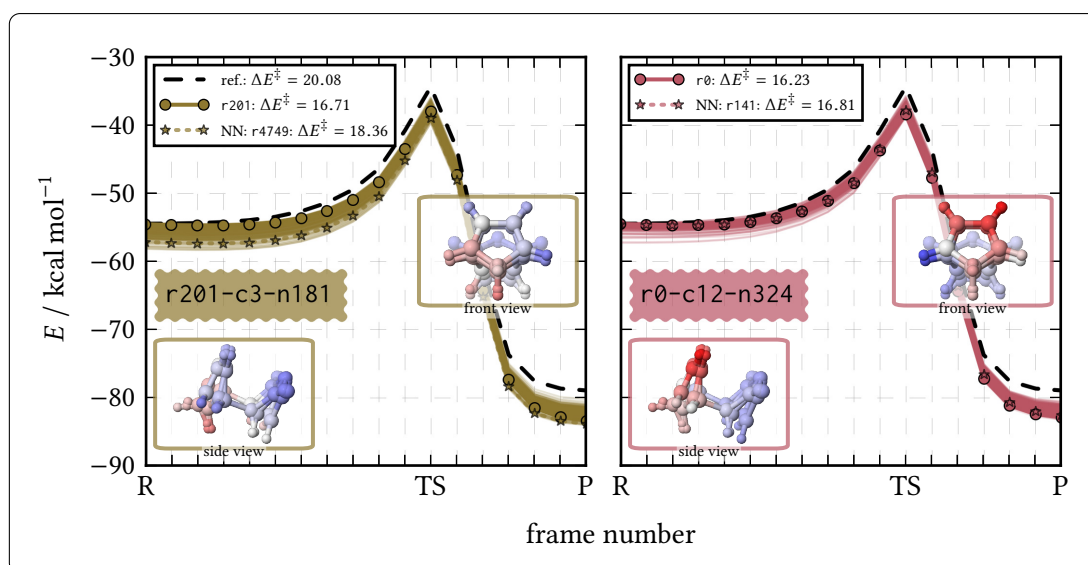 −30
−40
−50
−60
−70
−80
−90
E / kcal mol⁻¹
ref.: ΔE‡ = 20.08
r201: ΔE‡ = 16.71
NN: r4749: ΔE‡ = 18.36
r201-c3-n181
front view
side view
R
TS
P
r0: ΔE‡ = 16.23
NN: r141: ΔE‡ = 16.81
r0-c12-n324
front view
side view
R
TS
P
frame number